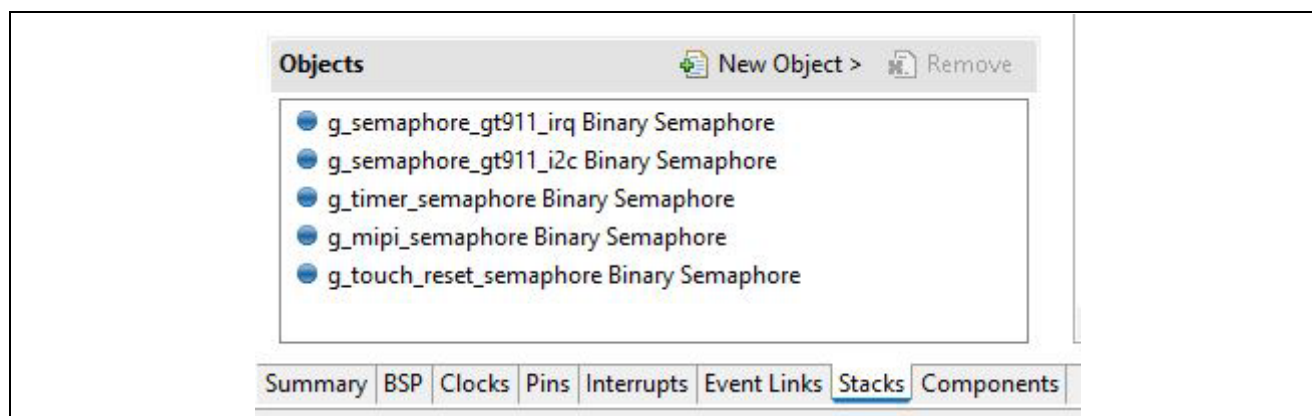 Objects New Object > Remove
g_semaphore_gt911_irq Binary Semaphore
g_semaphore_gt911_i2c Binary Semaphore
g_timer_semaphore Binary Semaphore
g_mipi_semaphore Binary Semaphore
g_touch_reset_semaphore Binary Semaphore
Summary BSP Clocks Pins Interrupts Event Links Stacks Components